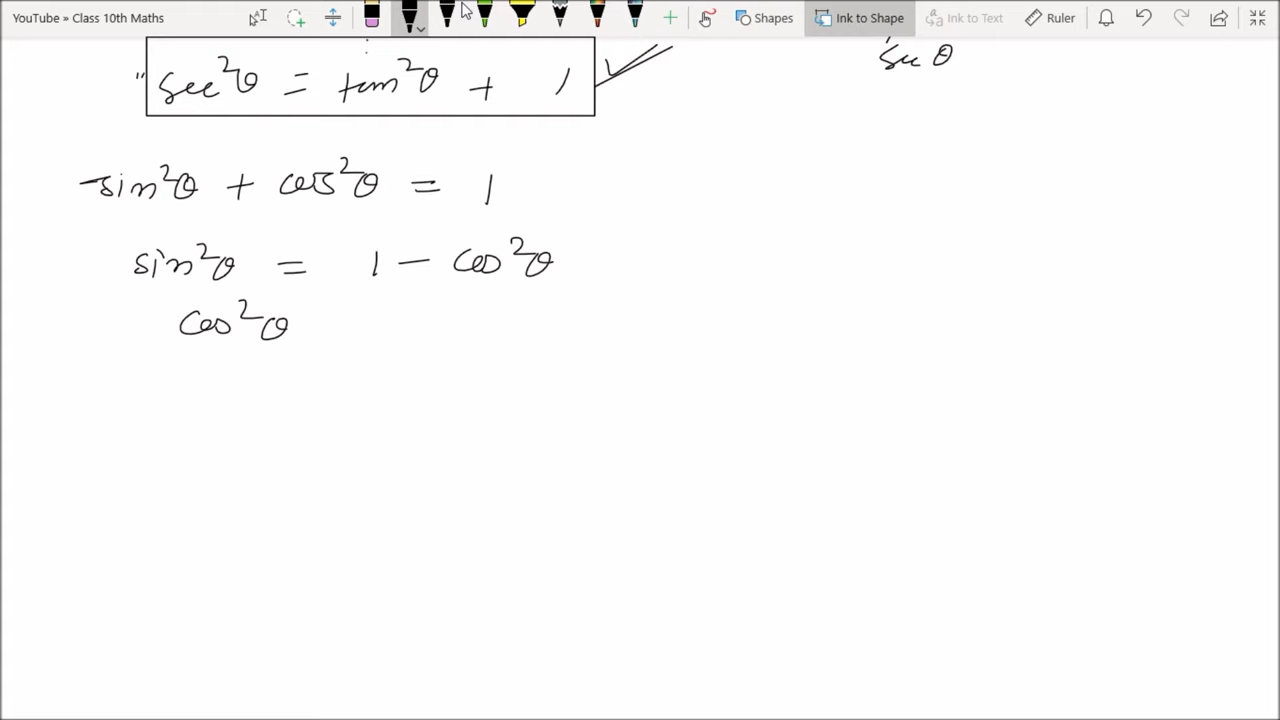 YouTube » Class 10th Maths Shapes Ink to Shape Ink to Text Ruler
sec θ
" sec²θ = tan²θ + 1
sin²θ + cos²θ = 1
sin²θ = 1 - cos²θ
cos²θ